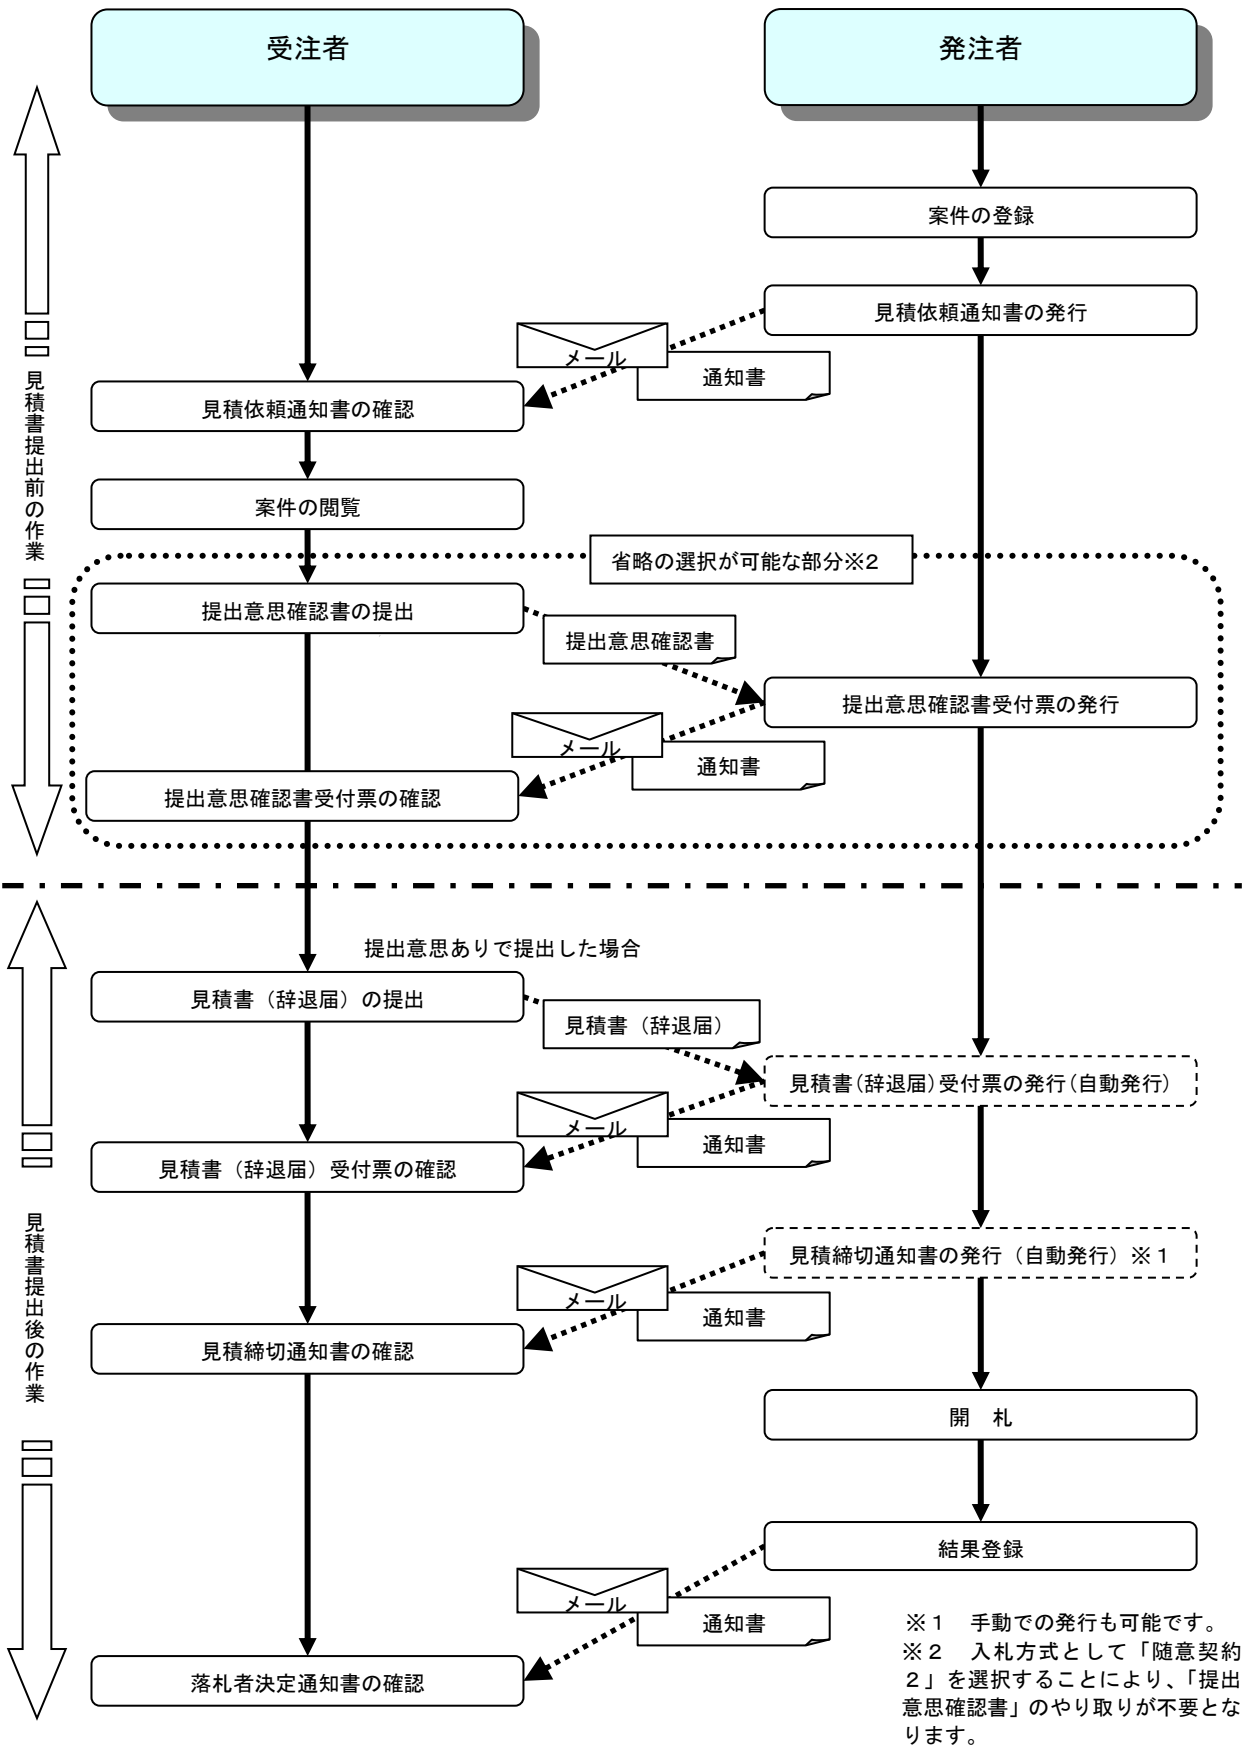 受注者
発注者
案件の登録
見積依頼通知書の発行
メール
通知書
見積依頼通知書の確認
見積書提出前の作業
案件の閲覧
省略の選択が可能な部分※2
提出意思確認書の提出
提出意思確認書
提出意思確認書受付票の発行
メール
通知書
提出意思確認書受付票の確認
提出意思ありで提出した場合
見積書（辞退届）の提出
見積書（辞退届）
見積書(辞退届)受付票の発行(自動発行)
メール
通知書
見積書（辞退届）受付票の確認
見積書提出後の作業
見積締切通知書の発行（自動発行）※１
メール
通知書
見積締切通知書の確認
開　札
結果登録
メール
通知書
落札者決定通知書の確認
※１　手動での発行も可能です。
※２　入札方式として「随意契約
２」を選択することにより、「提出
意思確認書」のやり取りが不要とな
ります。